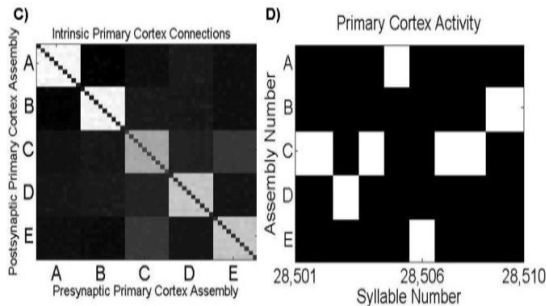 C)
Intrinsic Primary Cortex Connections
Postsynaptic Primary Cortex Assembly
A
B
C
D
E
A B C D E
Presynaptic Primary Cortex Assembly
D)
Primary Cortex Activity
Assembly Number
A
B
C
D
E
28,501 28,506 28,510
Syllable Number